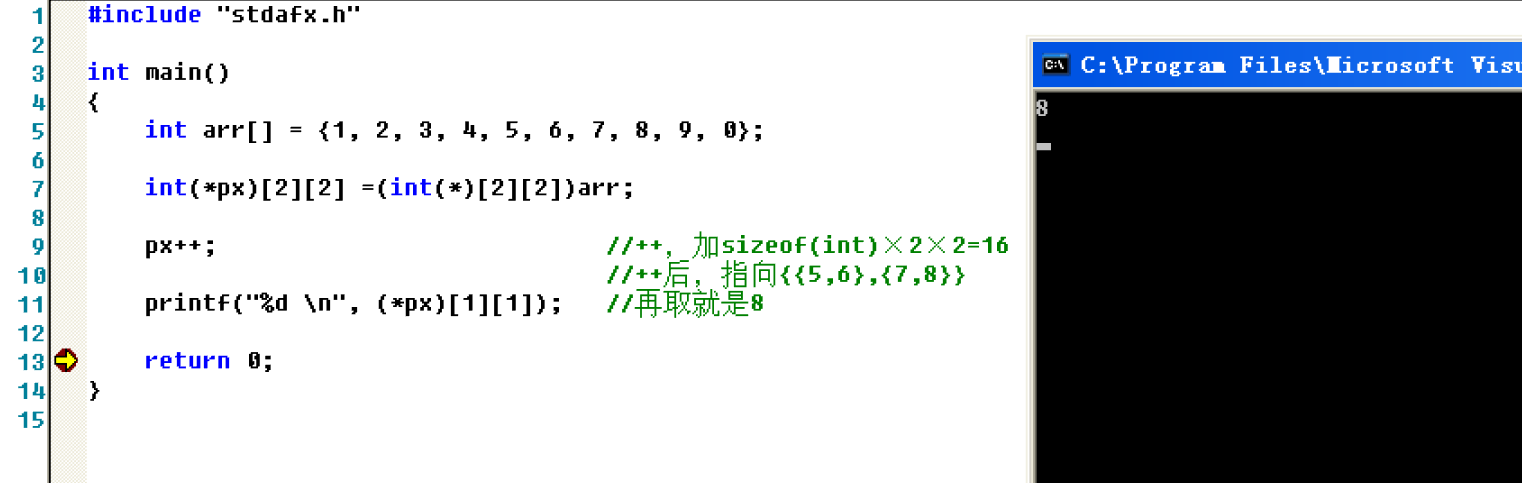 1 #include "stdafx.h"
2
3 int main()
4 {
5 int arr[] = {1, 2, 3, 4, 5, 6, 7, 8, 9, 0};
6
7 int(*px)[2][2] =(int(*)[2][2])arr;
8
9 px++; //++, 加sizeof(int)×2×2=16
10 //++后, 指向{{5,6},{7,8}}
11 printf("%d \n", (*px)[1][1]); //再取就是8
12
13 return 0;
14 }
15
C:\Program Files\Microsoft Visu
8